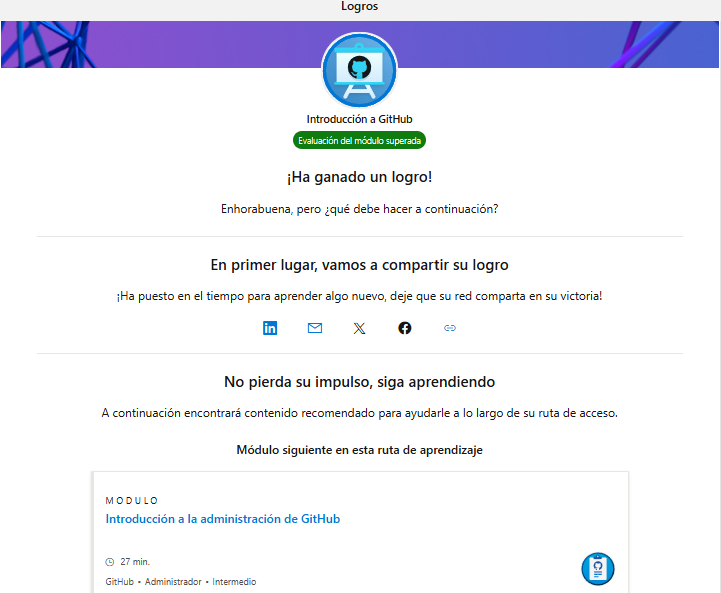 Logros
Introducción a GitHub
Evaluación del módulo superada
¡Ha ganado un logro!
Enhorabuena, pero ¿qué debe hacer a continuación?
En primer lugar, vamos a compartir su logro
¡Ha puesto en el tiempo para aprender algo nuevo, deje que su red comparta en su victoria!
No pierda su impulso, siga aprendiendo
A continuación encontrará contenido recomendado para ayudarle a lo largo de su ruta de acceso.
Módulo siguiente en esta ruta de aprendizaje
MODULO
Introducción a la administración de GitHub
27 min.
GitHub • Administrador • Intermedio